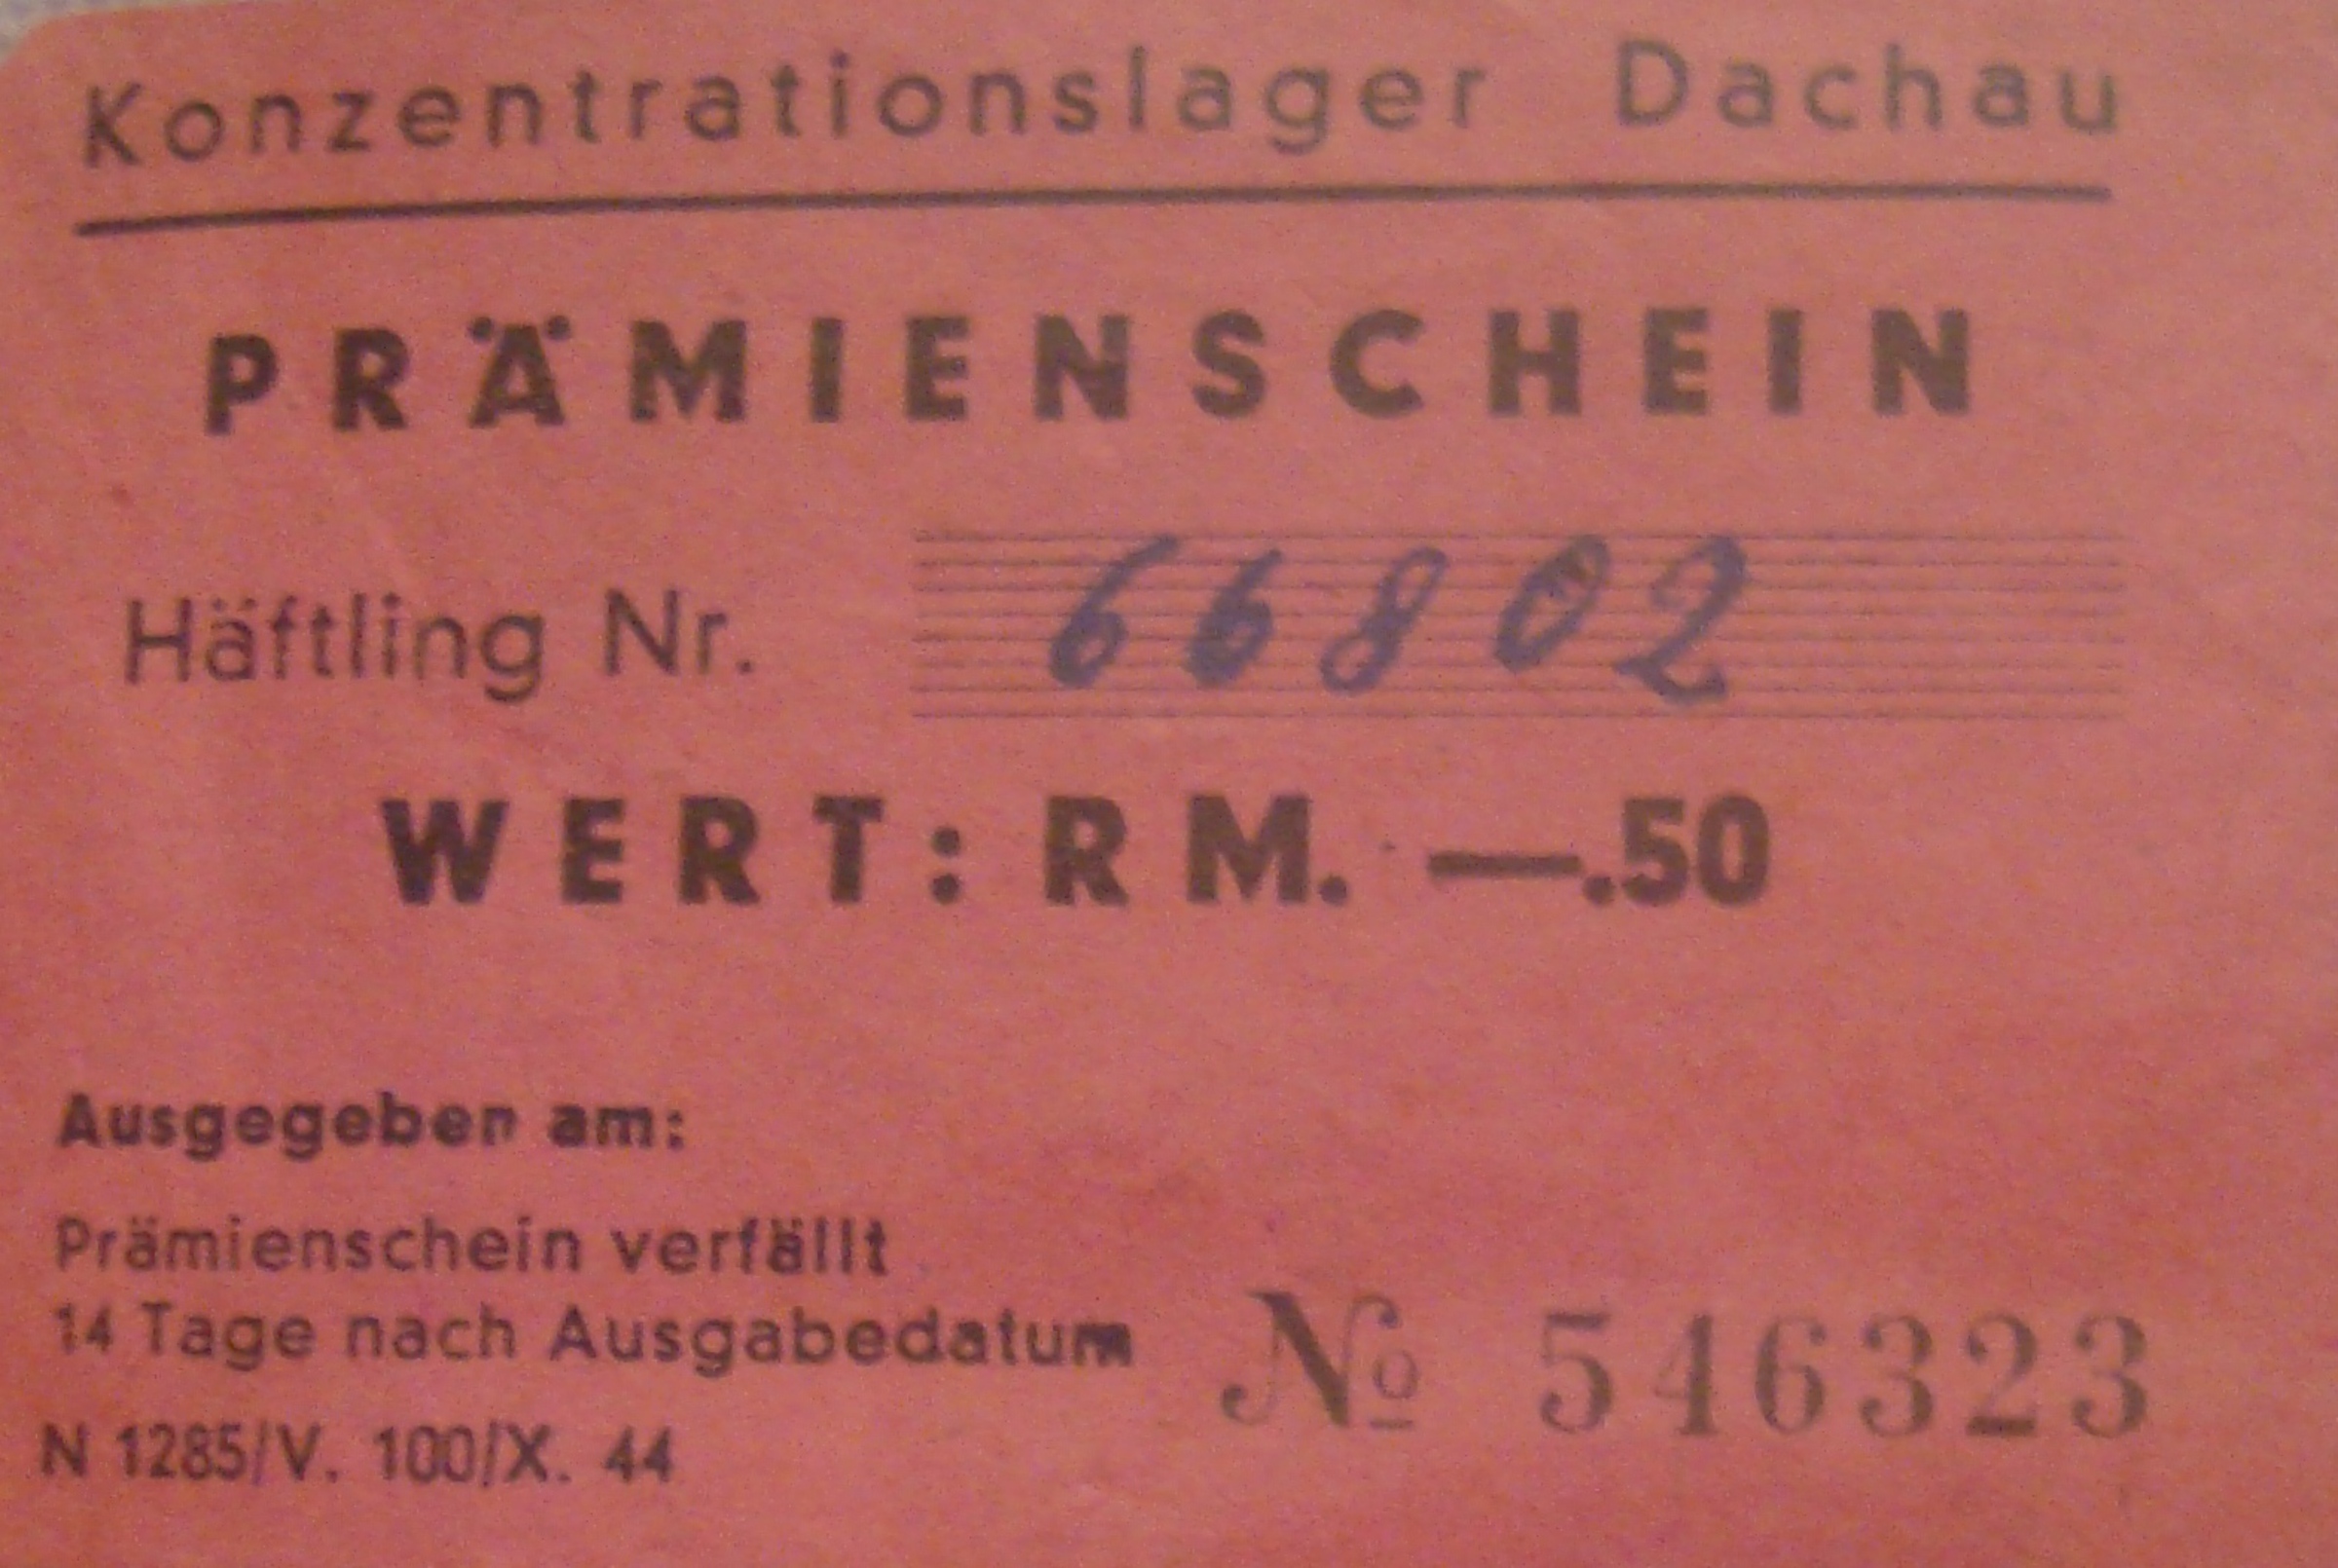 Konzentrationslager Dachau
PRÄMIENSCHEIN
Häftling Nr. 66802
WERT: RM. —.50
Ausgegeben am:
Prämienschein verfällt
14 Tage nach Ausgabedatum
№ 546323
N 1285/V. 100/X. 44